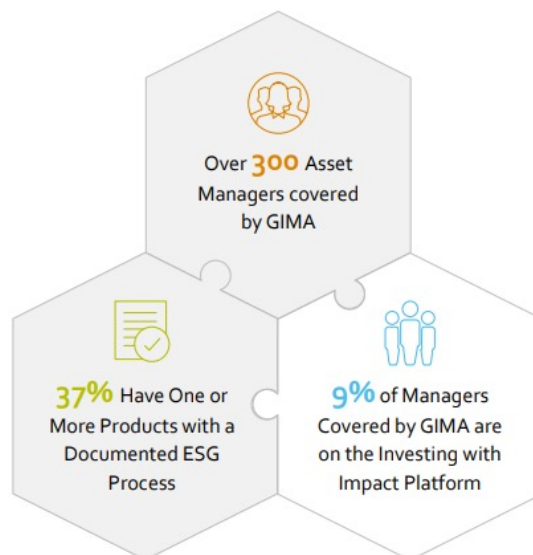 Over 300 Asset
Managers covered
by GIMA
37% Have One or
More Products with a
Documented ESG
Process
9% of Managers
Covered by GIMA are
on the Investing with
Impact Platform